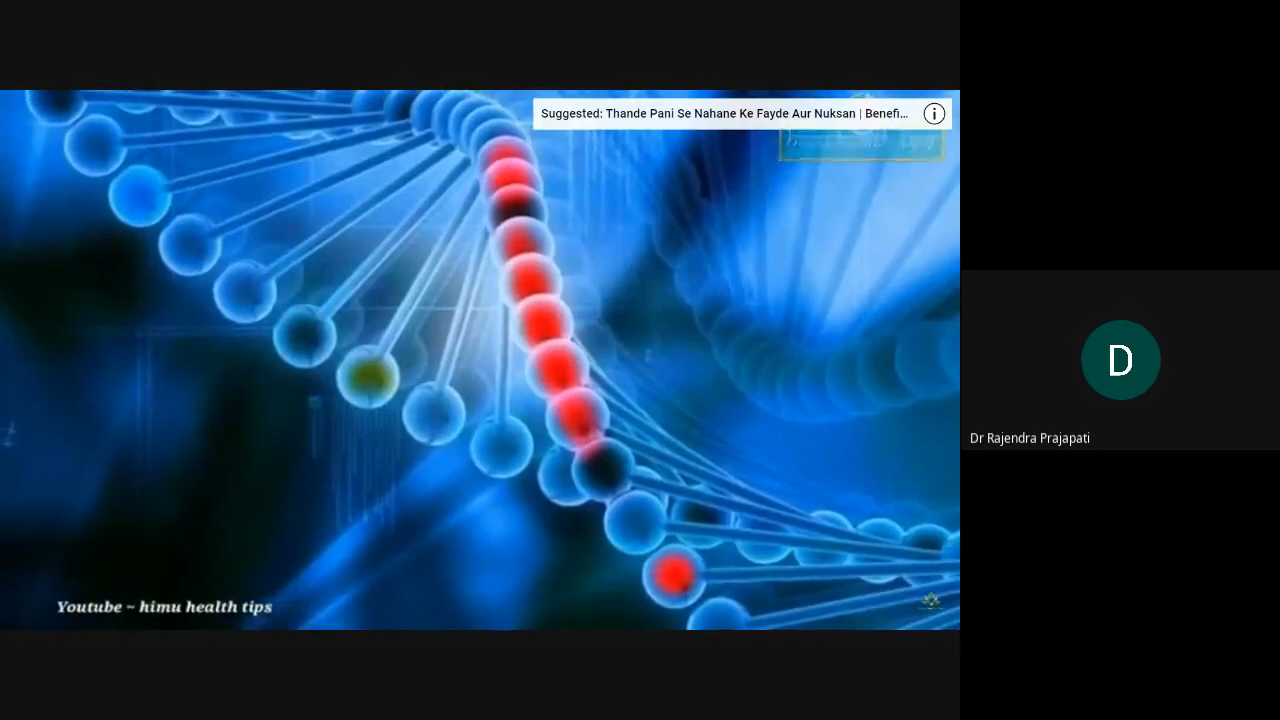 Suggested: Thande Pani Se Nahane Ke Fayde Aur Nuksan | Benefi...
D
Dr Rajendra Prajapati
Youtube ~ himu health tips